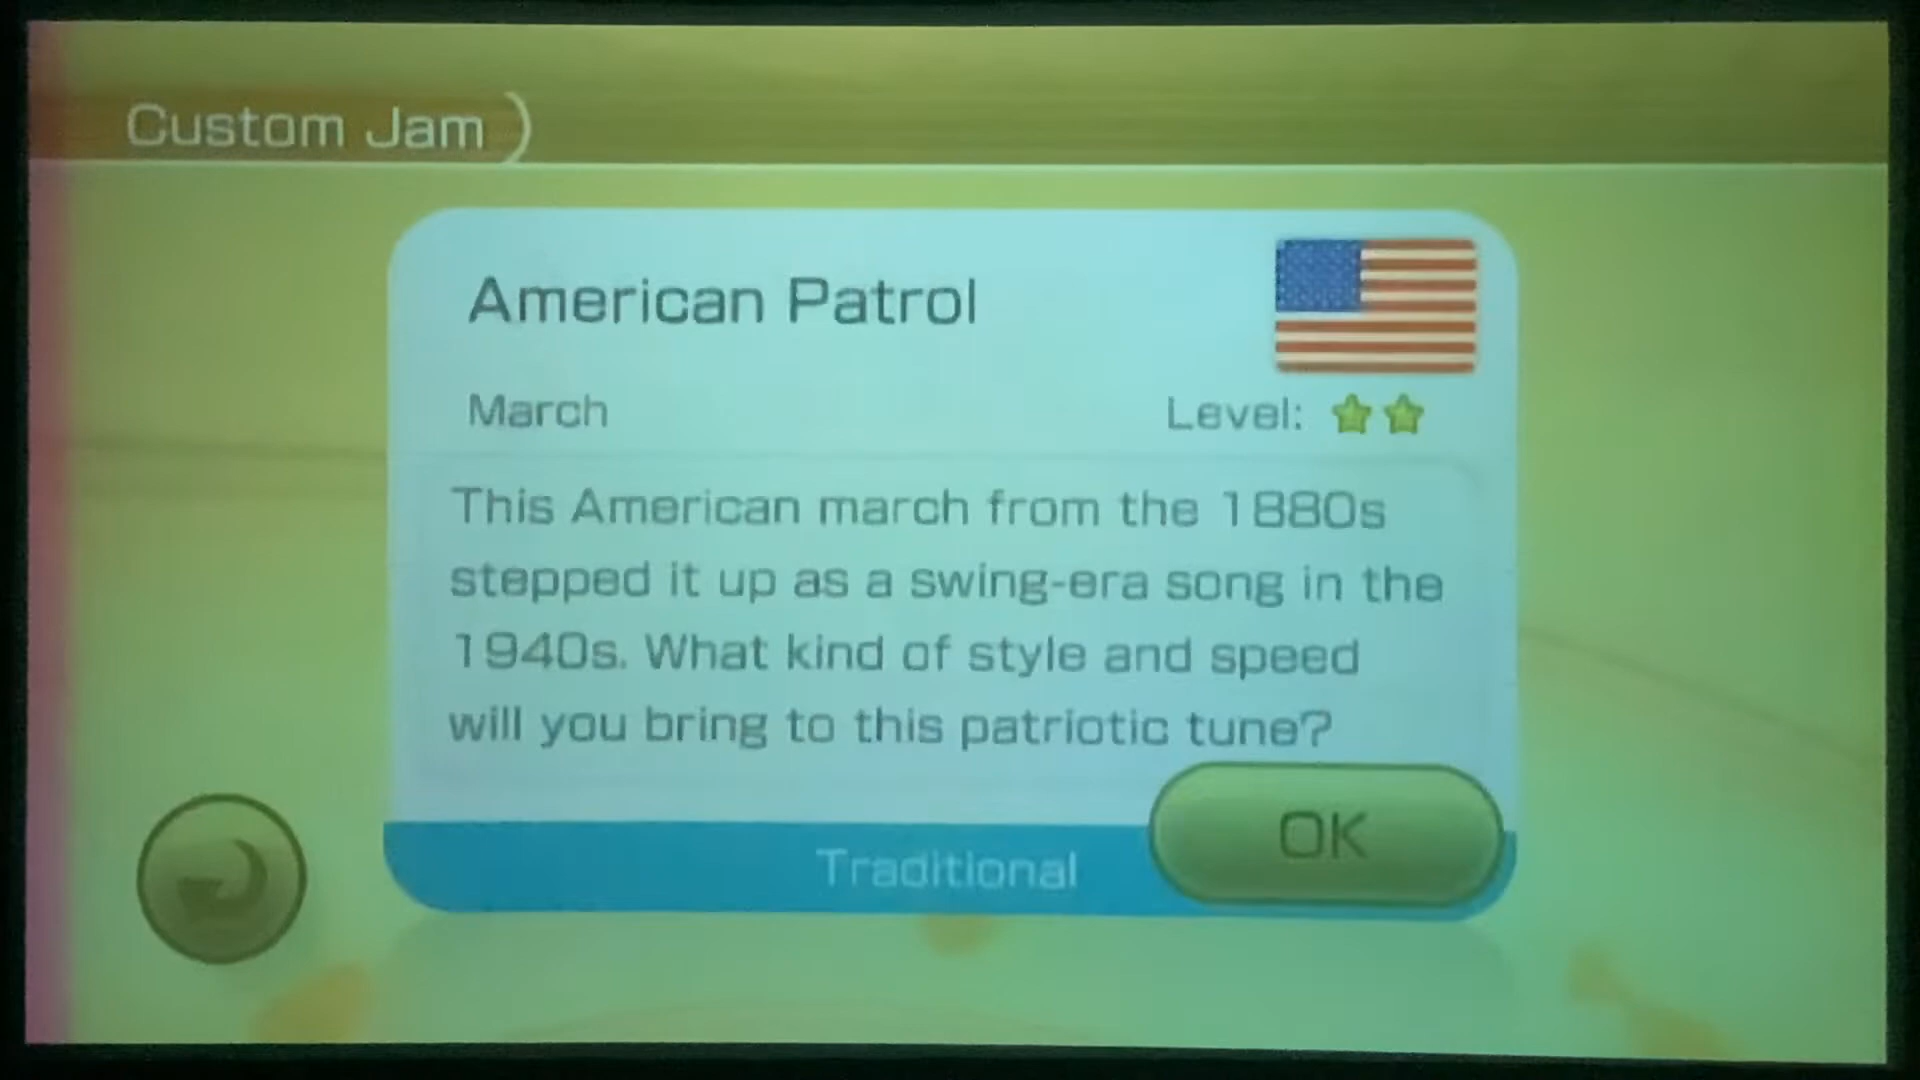 Custom Jam
American Patrol
March
Level:
This American march from the 1880s
stepped it up as a swing-era song in the
1940s. What kind of style and speed
will you bring to this patriotic tune?
OK
Traditional